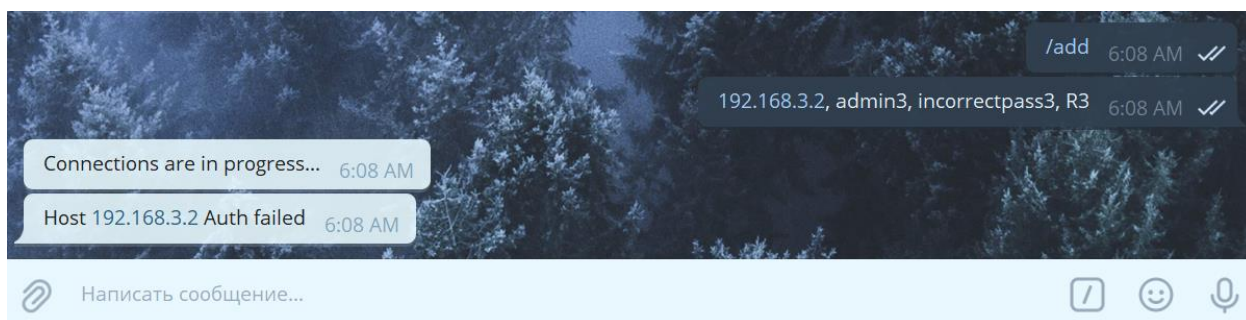 /add 6:08 AM
192.168.3.2, admin3, incorrectpass3, R3 6:08 AM
Connections are in progress... 6:08 AM
Host 192.168.3.2 Auth failed 6:08 AM
Написать сообщение...